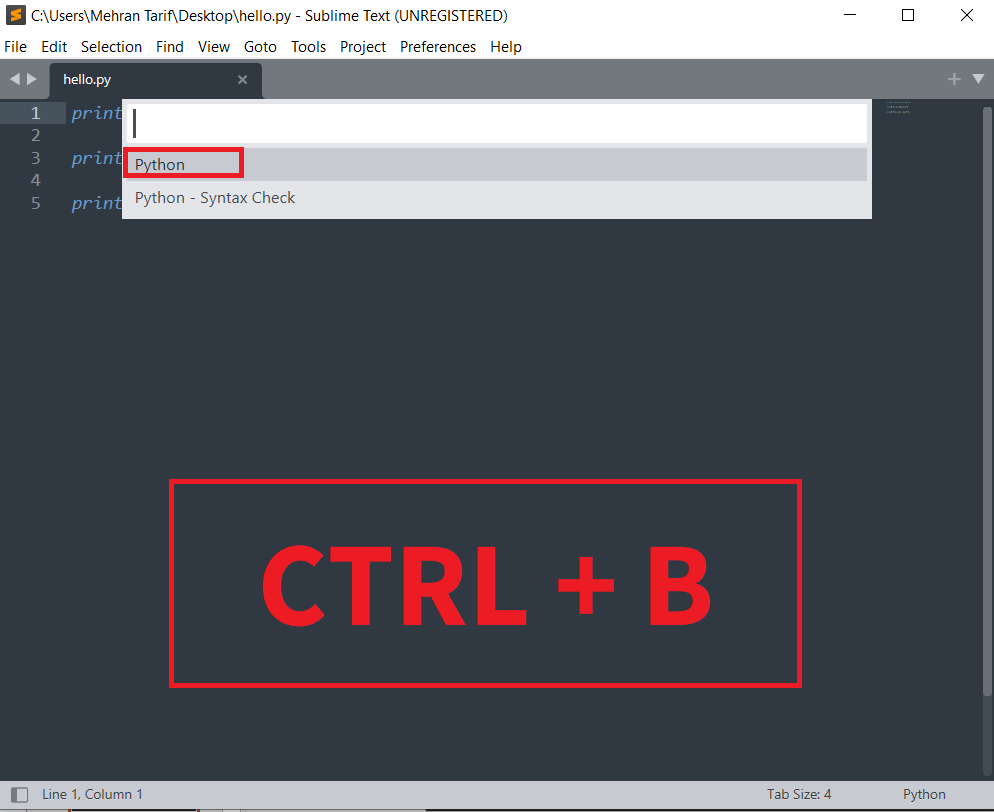 C:\Users\Mehran Tarif\Desktop\hello.py - Sublime Text (UNREGISTERED)
File Edit Selection Find View Goto Tools Project Preferences Help
hello.py
1 print
2
3 print
4
5 print
Python
Python - Syntax Check
CTRL + B
Line 1, Column 1 Tab Size: 4 Python